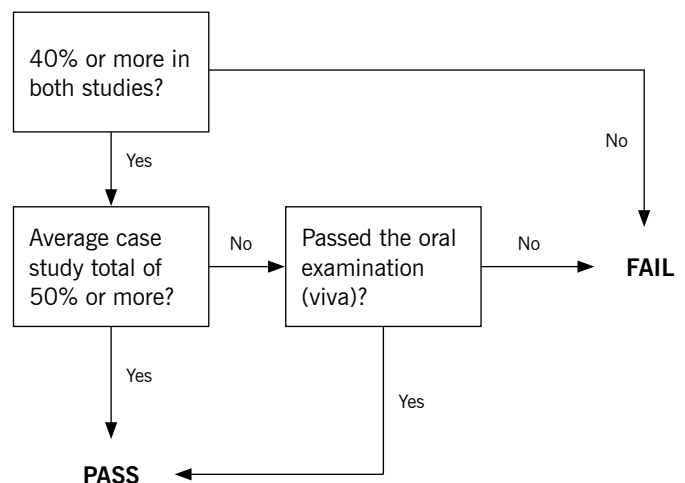 40% or more in
both studies?
No
Yes
Average case
study total of
50% or more?
No
Passed the oral
examination
(viva)?
No
FAIL
Yes
Yes
PASS